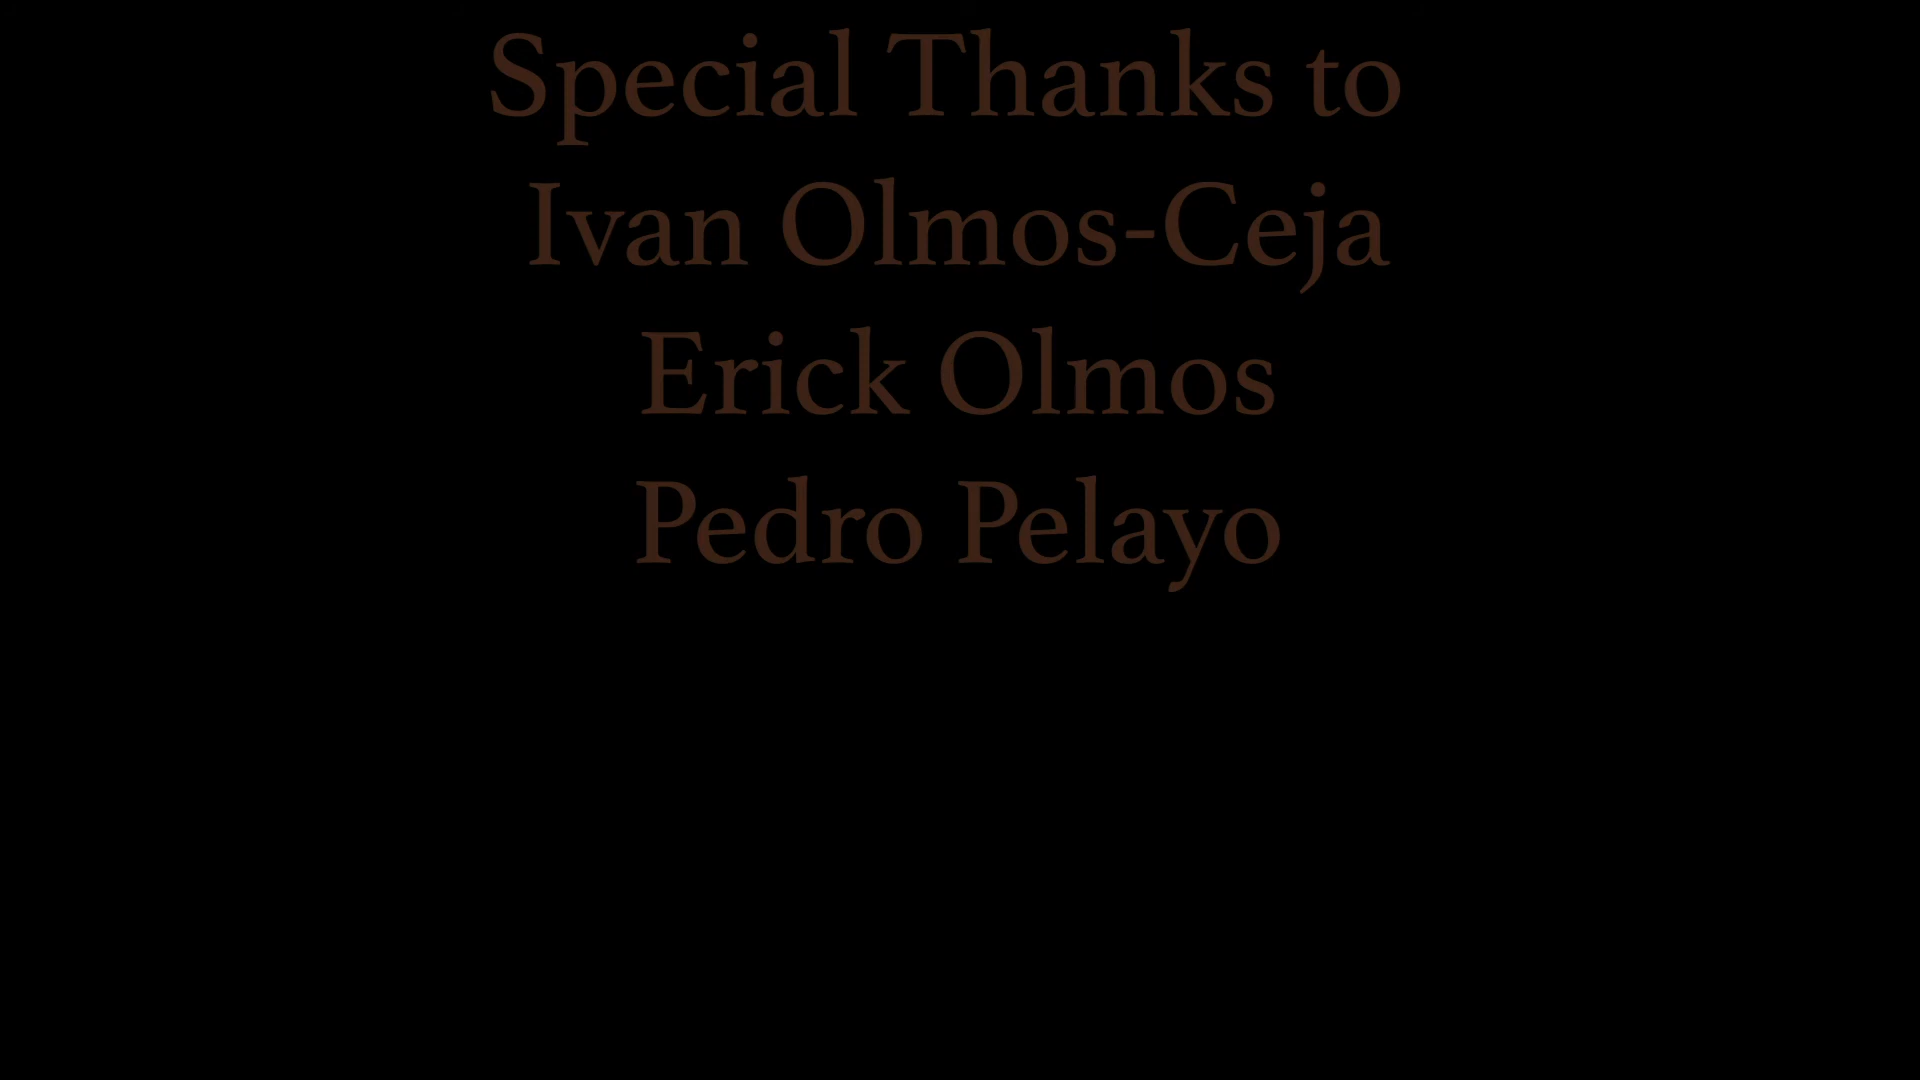 Special Thanks to
Ivan Olmos-Ceja
Erick Olmos
Pedro Pelayo